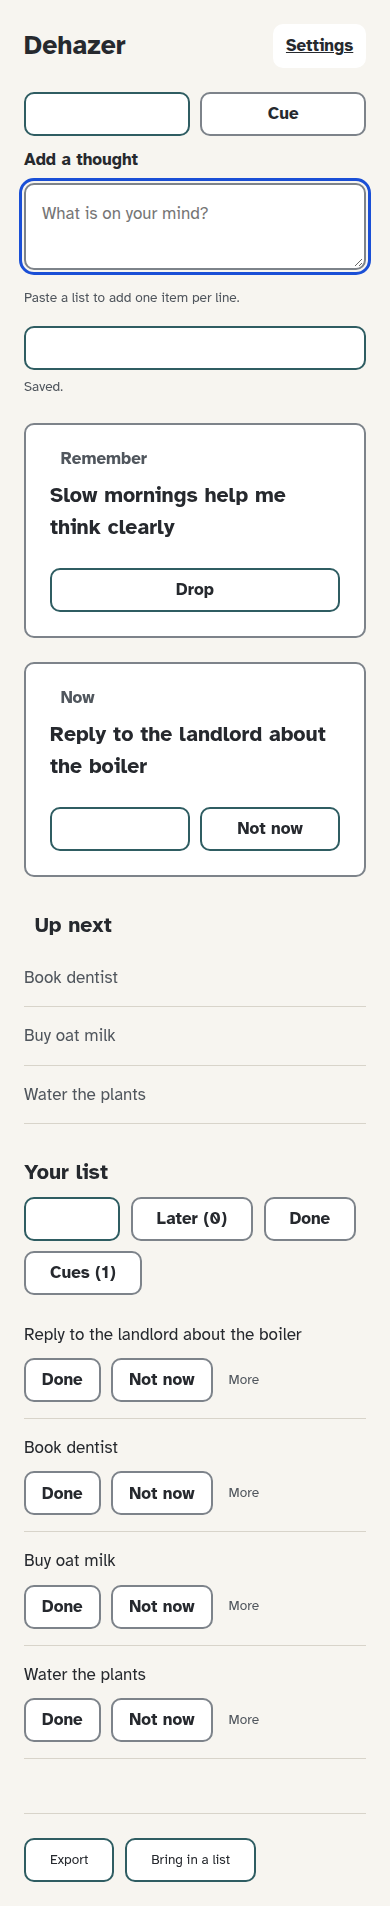 Dehazer
Settings
Cue
Add a thought
What is on your mind?
Paste a list to add one item per line.
Saved.
Remember
Slow mornings help me
think clearly
Drop
Now
Reply to the landlord about
the boiler
Not now
Up next
Book dentist
Buy oat milk
Water the plants
Your list
Later (0)
Done
Cues (1)
Reply to the landlord about the boiler
Done
Not now
More
Book dentist
Done
Not now
More
Buy oat milk
Done
Not now
More
Water the plants
Done
Not now
More
Export
Bring in a list